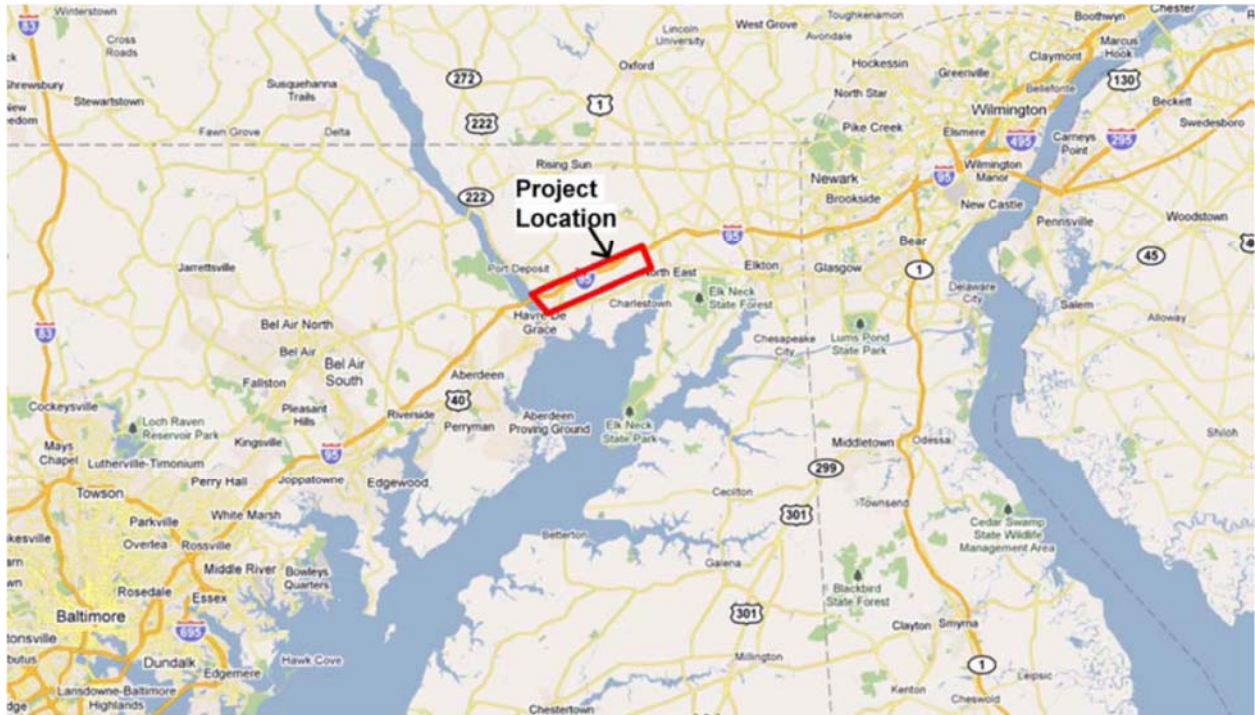 Winterstown
83
Cross
Roads
Shrewsbury
New
Stewartstown
Fawn Grove
Delta
Susquehanna
Trails
272
222
1
Lincoln
University
Oxford
West Grove
Toughkenamon
Avondale
Hockessin
North Star
Greenville
Boothwyn
Chester
Claymont
Marcus
Hook
Bellefonte
130
Wilmington
Beckett
Swedesboro
Pike Creek
Elsmere
495
Carneys
Point
295
Rising Sun
Newark
95
Wilmington
Manor
Brookside
New Castle
222
Project
Location
Pennsville
Woodstown
95
Bear
Jarrettsville
Port Deposit
95
North East
Elkton
Glasgow
1
45
Delaware
City
Salem
Alloway
Elk Neck
State Forest
Charlestown
Havre De
Grace
83
Bel Air North
Bel Air
Bel Air
South
Chesapeake
City
Lums Pond
State Park
Fallston
Aberdeen
40
Cockeysville
Pleasant
Hills
Riverside
Perryman
Aberdeen
Proving Ground
Elk Neck
State Park
Loch Raven
Reservoir Park
Kingsville
95
Mays
Chapel
Lutherville-Timonium
Joppatowne
Edgewood
Middletown
Odessa
Shiloh
Perry Hall
299
Towson
White Marsh
Cecilton
Townsend
301
Parkville
Overlea
Rossville
Betterton
Cedar Swamp
State Wildlife
Management Area
Middle River
Bowleys
Quarters
Galena
Rosedale
Essex
Blackbird
State Forest
Baltimore
301
695
Clayton
Smyrna
Hawk Cove
Dundalk
Edgemere
Millington
1
Leipsic
Lansdowne-Baltimore
Highlands
Kenton
Cheswold
Chestertown